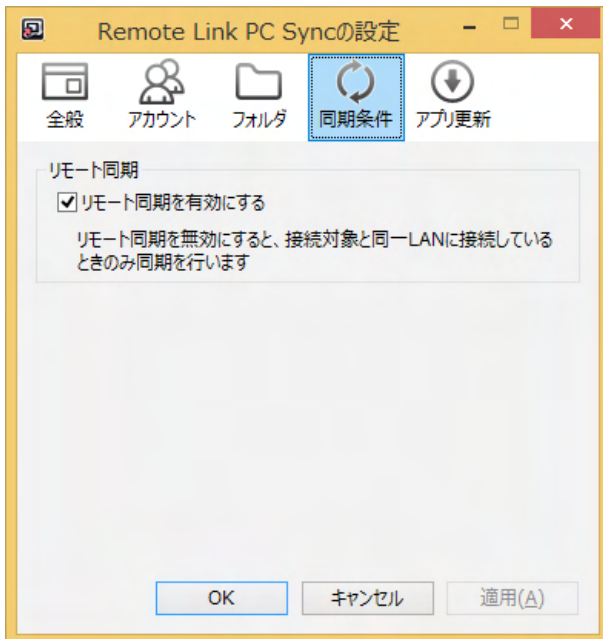 Remote Link PC Syncの設定
全般 アカウント フォルダ 同期条件 アプリ更新
リモート同期
リモート同期を有効にする
リモート同期を無効にすると、接続対象と同一LANに接続している
ときのみ同期を行います
OK キャンセル 適用(A)